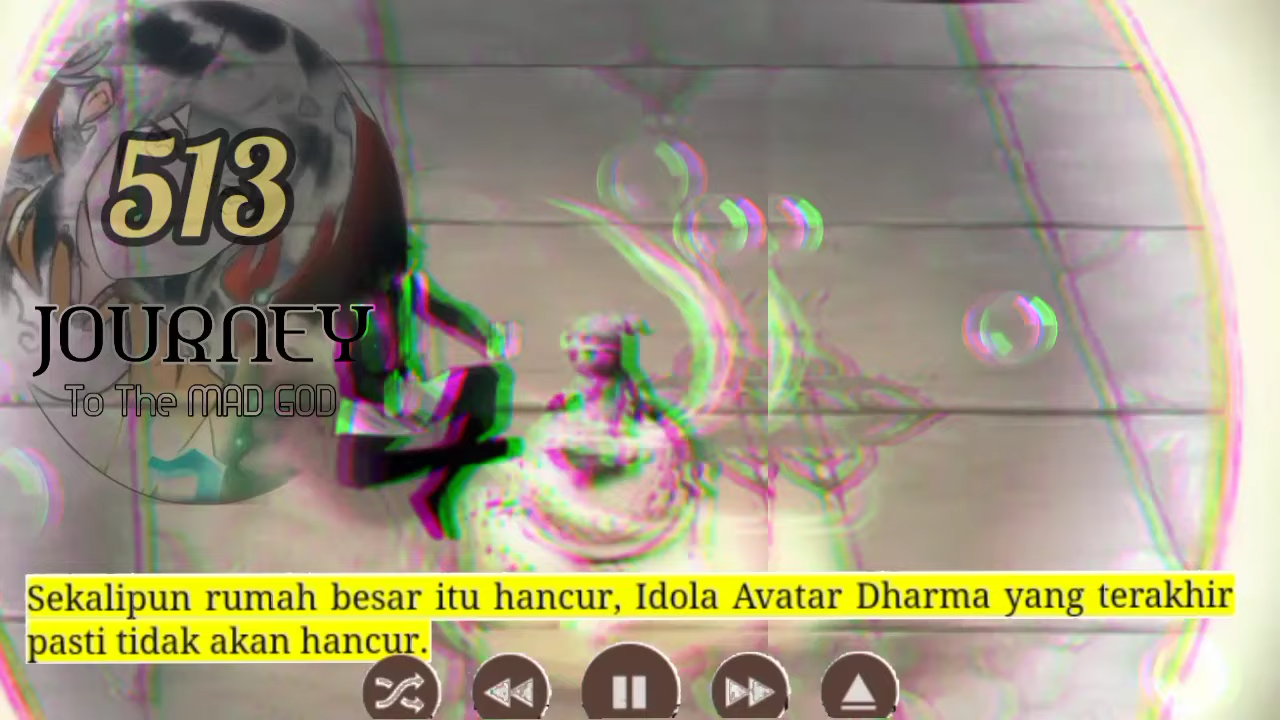 513
JOURNEY
To The MAD GOD
Sekalipun rumah besar itu hancur, Idola Avatar Dharma yang terakhir
pasti tidak akan hancur.